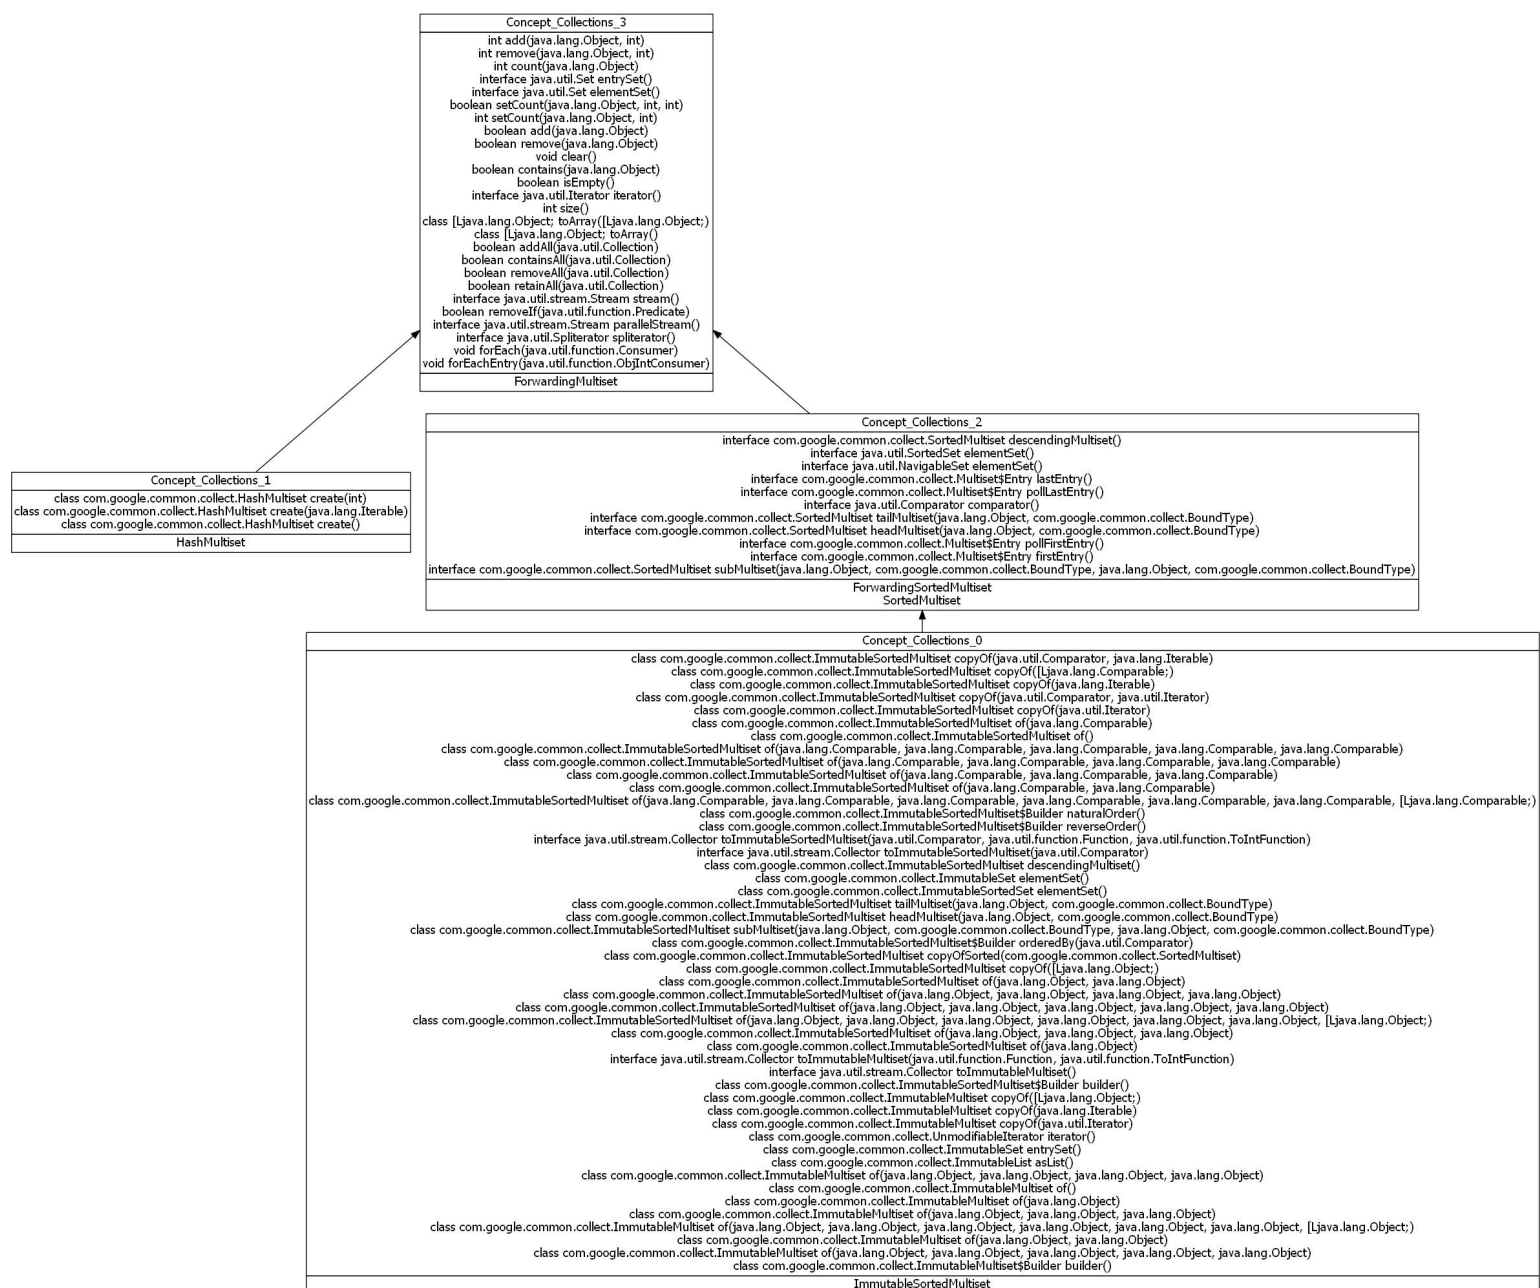 Concept_Collections_3
int add(java.lang.Object, int)
int remove(java.lang.Object, int)
int count(java.lang.Object)
interface java.util.Set entrySet()
interface java.util.Set elementSet()
boolean setCount(java.lang.Object, int, int)
int setCount(java.lang.Object, int)
boolean add(java.lang.Object)
boolean remove(java.lang.Object)
void clear()
boolean contains(java.lang.Object)
boolean isEmpty()
interface java.util.Iterator iterator()
int size()
class [Ljava.lang.Object; toArray([Ljava.lang.Object;)
class [Ljava.lang.Object; toArray()
boolean addAll(java.util.Collection)
boolean containsAll(java.util.Collection)
boolean removeAll(java.util.Collection)
boolean retainAll(java.util.Collection)
interface java.util.stream.Stream stream()
boolean removeIf(java.util.function.Predicate)
interface java.util.stream.Stream parallelStream()
interface java.util.Spliterator spliterator()
void forEach(java.util.function.Consumer)
void forEachEntry(java.util.function.ObjIntConsumer)
ForwardingMultiset
Concept_Collections_1
class com.google.common.collect.HashMultiset create(int)
class com.google.common.collect.HashMultiset create(java.lang.Iterable)
class com.google.common.collect.HashMultiset create()
HashMultiset
Concept_Collections_2
interface com.google.common.collect.SortedMultiset descendingMultiset()
interface java.util.SortedSet elementSet()
interface java.util.NavigableSet elementSet()
interface com.google.common.collect.Multiset$Entry lastEntry()
interface com.google.common.collect.Multiset$Entry pollLastEntry()
interface java.util.Comparator comparator()
interface com.google.common.collect.SortedMultiset tailMultiset(java.lang.Object, com.google.common.collect.BoundType)
interface com.google.common.collect.SortedMultiset headMultiset(java.lang.Object, com.google.common.collect.BoundType)
interface com.google.common.collect.Multiset$Entry pollFirstEntry()
interface com.google.common.collect.Multiset$Entry firstEntry()
interface com.google.common.collect.SortedMultiset subMultiset(java.lang.Object, com.google.common.collect.BoundType, java.lang.Object, com.google.common.collect.BoundType)
ForwardingSortedMultiset
SortedMultiset
Concept_Collections_0
class com.google.common.collect.ImmutableSortedMultiset copyOf(java.util.Comparator, java.lang.Iterable)
class com.google.common.collect.ImmutableSortedMultiset copyOf([Ljava.lang.Comparable;)
class com.google.common.collect.ImmutableSortedMultiset copyOf(java.lang.Iterable)
class com.google.common.collect.ImmutableSortedMultiset copyOf(java.util.Comparator, java.util.Iterator)
class com.google.common.collect.ImmutableSortedMultiset copyOf(java.util.Iterator)
class com.google.common.collect.ImmutableSortedMultiset of(java.lang.Comparable)
class com.google.common.collect.ImmutableSortedMultiset of()
class com.google.common.collect.ImmutableSortedMultiset of(java.lang.Comparable, java.lang.Comparable, java.lang.Comparable, java.lang.Comparable, java.lang.Comparable)
class com.google.common.collect.ImmutableSortedMultiset of(java.lang.Comparable, java.lang.Comparable, java.lang.Comparable, java.lang.Comparable)
class com.google.common.collect.ImmutableSortedMultiset of(java.lang.Comparable, java.lang.Comparable, java.lang.Comparable)
class com.google.common.collect.ImmutableSortedMultiset of(java.lang.Comparable, java.lang.Comparable)
class com.google.common.collect.ImmutableSortedMultiset of(java.lang.Comparable, java.lang.Comparable, java.lang.Comparable, java.lang.Comparable, java.lang.Comparable, java.lang.Comparable, [Ljava.lang.Comparable;)
class com.google.common.collect.ImmutableSortedMultiset$Builder naturalOrder()
class com.google.common.collect.ImmutableSortedMultiset$Builder reverseOrder()
interface java.util.stream.Collector toImmutableSortedMultiset(java.util.Comparator, java.util.function.Function, java.util.function.ToIntFunction)
interface java.util.stream.Collector toImmutableSortedMultiset(java.util.Comparator)
class com.google.common.collect.ImmutableSortedMultiset descendingMultiset()
class com.google.common.collect.ImmutableSet elementSet()
class com.google.common.collect.ImmutableSortedSet elementSet()
class com.google.common.collect.ImmutableSortedMultiset tailMultiset(java.lang.Object, com.google.common.collect.BoundType)
class com.google.common.collect.ImmutableSortedMultiset headMultiset(java.lang.Object, com.google.common.collect.BoundType)
class com.google.common.collect.ImmutableSortedMultiset subMultiset(java.lang.Object, com.google.common.collect.BoundType, java.lang.Object, com.google.common.collect.BoundType)
class com.google.common.collect.ImmutableSortedMultiset$Builder orderedBy(java.util.Comparator)
class com.google.common.collect.ImmutableSortedMultiset copyOfSorted(com.google.common.collect.SortedMultiset)
class com.google.common.collect.ImmutableSortedMultiset copyOf([Ljava.lang.Object;)
class com.google.common.collect.ImmutableSortedMultiset of(java.lang.Object, java.lang.Object)
class com.google.common.collect.ImmutableSortedMultiset of(java.lang.Object, java.lang.Object, java.lang.Object, java.lang.Object)
class com.google.common.collect.ImmutableSortedMultiset of(java.lang.Object, java.lang.Object, java.lang.Object, java.lang.Object, java.lang.Object)
class com.google.common.collect.ImmutableSortedMultiset of(java.lang.Object, java.lang.Object, java.lang.Object, java.lang.Object, java.lang.Object, java.lang.Object, [Ljava.lang.Object;)
class com.google.common.collect.ImmutableSortedMultiset of(java.lang.Object, java.lang.Object, java.lang.Object)
class com.google.common.collect.ImmutableSortedMultiset of(java.lang.Object)
interface java.util.stream.Collector toImmutableMultiset(java.util.function.Function, java.util.function.ToIntFunction)
interface java.util.stream.Collector toImmutableMultiset()
class com.google.common.collect.ImmutableSortedMultiset$Builder builder()
class com.google.common.collect.ImmutableMultiset copyOf([Ljava.lang.Object;)
class com.google.common.collect.ImmutableMultiset copyOf(java.lang.Iterable)
class com.google.common.collect.ImmutableMultiset copyOf(java.util.Iterator)
class com.google.common.collect.UnmodifiableIterator iterator()
class com.google.common.collect.ImmutableSet entrySet()
class com.google.common.collect.ImmutableList asList()
class com.google.common.collect.ImmutableMultiset of(java.lang.Object, java.lang.Object, java.lang.Object, java.lang.Object)
class com.google.common.collect.ImmutableMultiset of()
class com.google.common.collect.ImmutableMultiset of(java.lang.Object)
class com.google.common.collect.ImmutableMultiset of(java.lang.Object, java.lang.Object, java.lang.Object)
class com.google.common.collect.ImmutableMultiset of(java.lang.Object, java.lang.Object, java.lang.Object, java.lang.Object, java.lang.Object, java.lang.Object, [Ljava.lang.Object;)
class com.google.common.collect.ImmutableMultiset of(java.lang.Object, java.lang.Object)
class com.google.common.collect.ImmutableMultiset of(java.lang.Object, java.lang.Object, java.lang.Object, java.lang.Object, java.lang.Object)
class com.google.common.collect.ImmutableMultiset$Builder builder()
ImmutableSortedMultiset